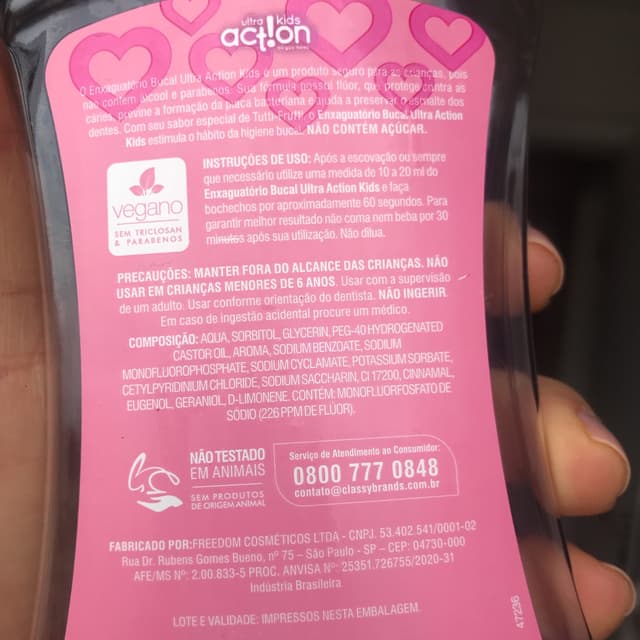 ultra kids
act!on
O Enxaguatório Bucal Ultra Action Kids é um produto seguro para as crianças, pois
não contém álcool e parabenos. Sua fórmula possui flúor, que protege contra as
cáries, previne a formação da placa bacteriana e ajuda a preservar o esmalte dos
dentes. Com seu sabor especial de Tutti-Frutti o Enxaguatório Bucal Ultra Action
Kids estimula o hábito da higiene bucal. NÃO CONTÉM AÇÚCAR.
INSTRUÇÕES DE USO: Após a escovação ou sempre
que necessário utilize uma medida de 10 a 20 ml do
Enxaguatório Bucal Ultra Action Kids e faça
bochechos por aproximadamente 60 segundos. Para
garantir melhor resultado não coma nem beba por 30
minutos após sua utilização. Não dilua.
vegano
SEM TRICLOSAN
& PARABENOS
PRECAUÇÕES: MANTER FORA DO ALCANCE DAS CRIANÇAS. NÃO
USAR EM CRIANÇAS MENORES DE 6 ANOS. Usar com a supervisão
de um adulto. Usar conforme orientação do dentista. NÃO INGERIR.
Em caso de ingestão acidental procure um médico.
COMPOSIÇÃO: AQUA, SORBITOL, GLYCERIN, PEG-40 HYDROGENATED
CASTOR OIL, AROMA, SODIUM BENZOATE, SODIUM
MONOFLUOROPHOSPHATE, SODIUM CYCLAMATE, POTASSIUM SORBATE,
CETYLPYRIDINIUM CHLORIDE, SODIUM SACCHARIN, CI 17200, CINNAMAL,
EUGENOL, GERANIOL, D-LIMONENE. CONTÉM: MONOFLUORFOSFATO DE
SÓDIO (226 PPM DE FLÚOR).
NÃO TESTADO
EM ANIMAIS
SEM PRODUTOS
DE ORIGEM ANIMAL
Serviço de Atendimento ao Consumidor:
0800 777 0848
contato@classybrands.com.br
FABRICADO POR:FREEDOM COSMÉTICOS LTDA - CNPJ. 53.402.541/0001-02
Rua Dr. Rubens Gomes Bueno, nº 75 – São Paulo - SP – CEP: 04730-000
AFE/MS Nº: 2.00.833-5 PROC. ANVISA Nº: 25351.726755/2020-31
Indústria Brasileira
LOTE E VALIDADE: IMPRESSOS NESTA EMBALAGEM.
47236